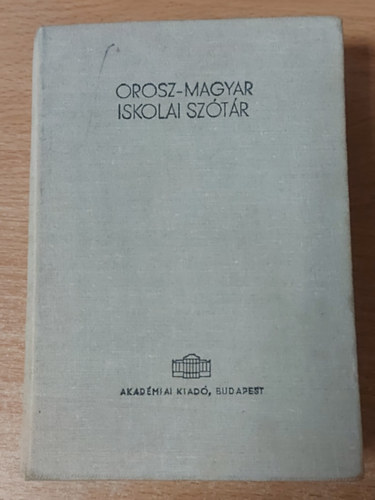 OROSZ-MAGYAR
ISKOLAI SZÓTÁR
AKADÉMIAI KIADÓ, BUDAPEST